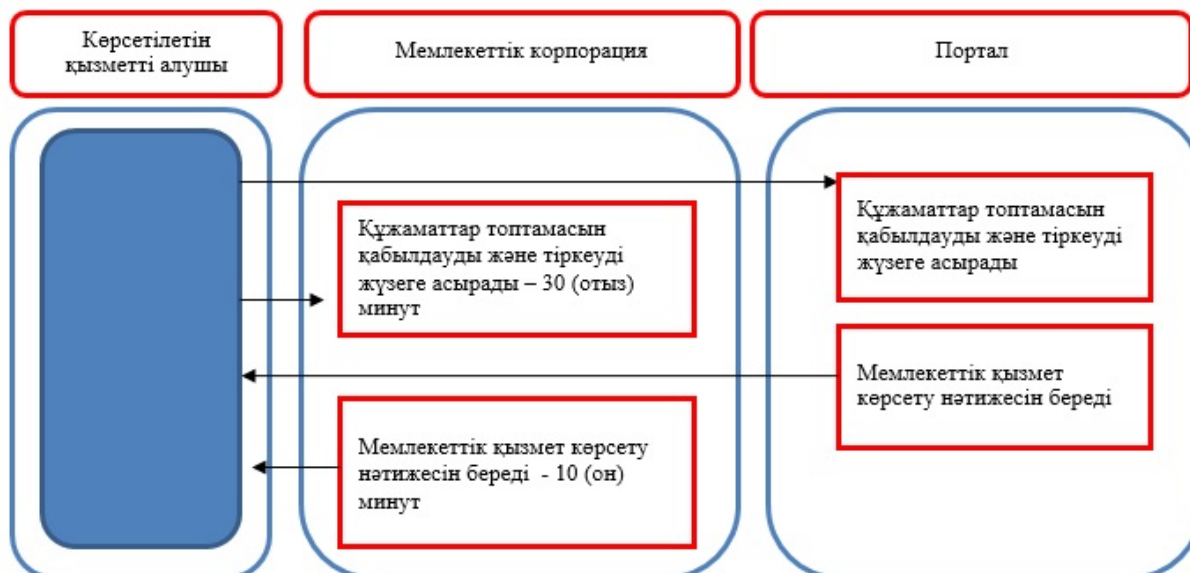 Көрсетілетін
қызметті алушы
Мемлекеттік корпорация
Портал
Құжаматтар топтамасын
қабылдауды және тіркеуді
жүзеге асырады – 30 (отыз)
минут
Құжаматтар топтамасын
қабылдауды және тіркеуді
жүзеге асырады
Мемлекеттік қызмет
көрсету нәтижесін береді
Мемлекеттік қызмет көрсету
нәтижесін береді - 10 (он)
минут